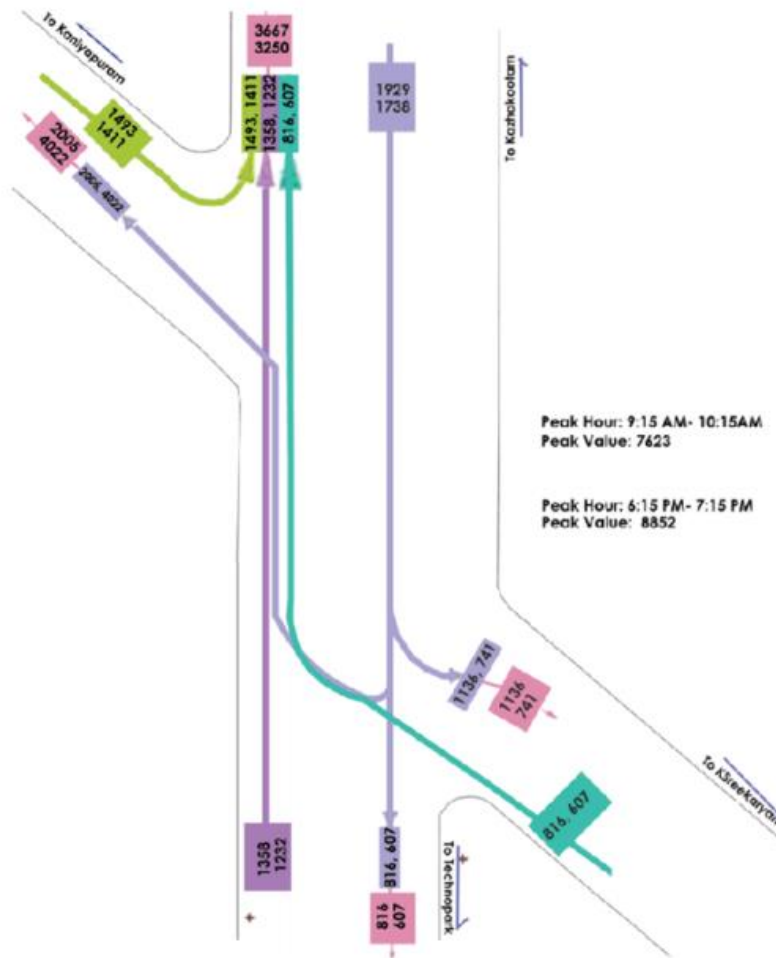 To Kaniyapuram
3667
3250
1493, 1411
1358, 1232
816, 607
1929
1738
To Kazhakootam
1493
1411
2005
4022
2006, 4022
Peak Hour: 9:15 AM- 10:15AM
Peak Value: 7623
Peak Hour: 6:15 PM- 7:15 PM
Peak Value: 8852
1136, 741
1136
741
To KSreekaryam
816, 607
1358
1232
816, 607
To Technopark
816
607